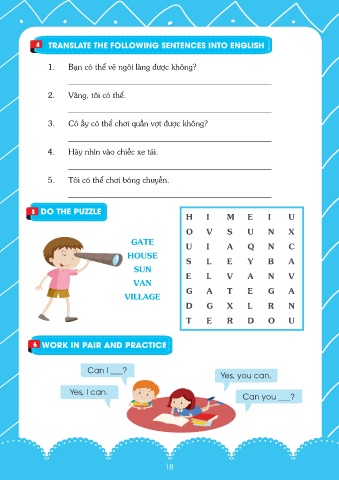 4 TRANSLATE THE FOLLOWING SENTENCES INTO ENGLISH
1. Bạn có thể vẽ ngôi làng được không?
2. Vâng, tôi có thể.
3. Cô ấy có thể chơi quần vợt được không?
4. Hãy nhìn vào chiếc xe tải.
5. Tôi có thể chơi bóng chuyền.
5 DO THE PUZZLE
GATE
HOUSE
SUN
VAN
VILLAGE
H I M E I U
O V S U N X
U I A Q N C
S L E Y B A
E L V A N V
G A T E G A
D G X L R N
T E R D O U
6 WORK IN PAIR AND PRACTICE
Can I ___?
Yes, you can.
Yes, I can.
Can you ___?
18